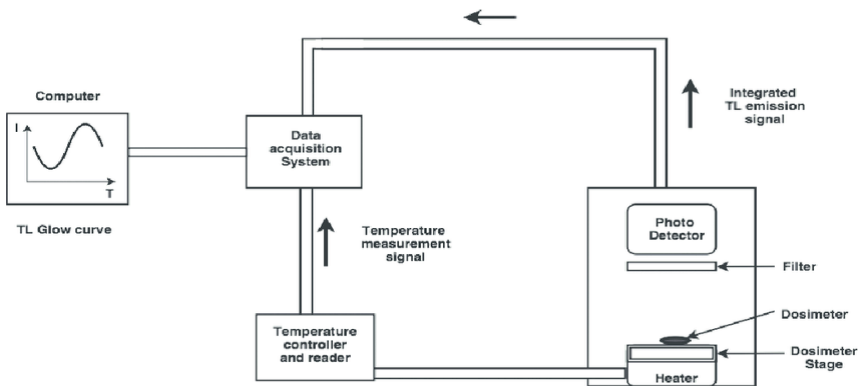 Computer
I
T
TL Glow curve
Data
acquisition
System
Temperature
measurement
signal
Temperature
controller
and reader
Integrated
TL emission
signal
Photo
Detector
Filter
Dosimeter
Dosimeter
Stage
Heater